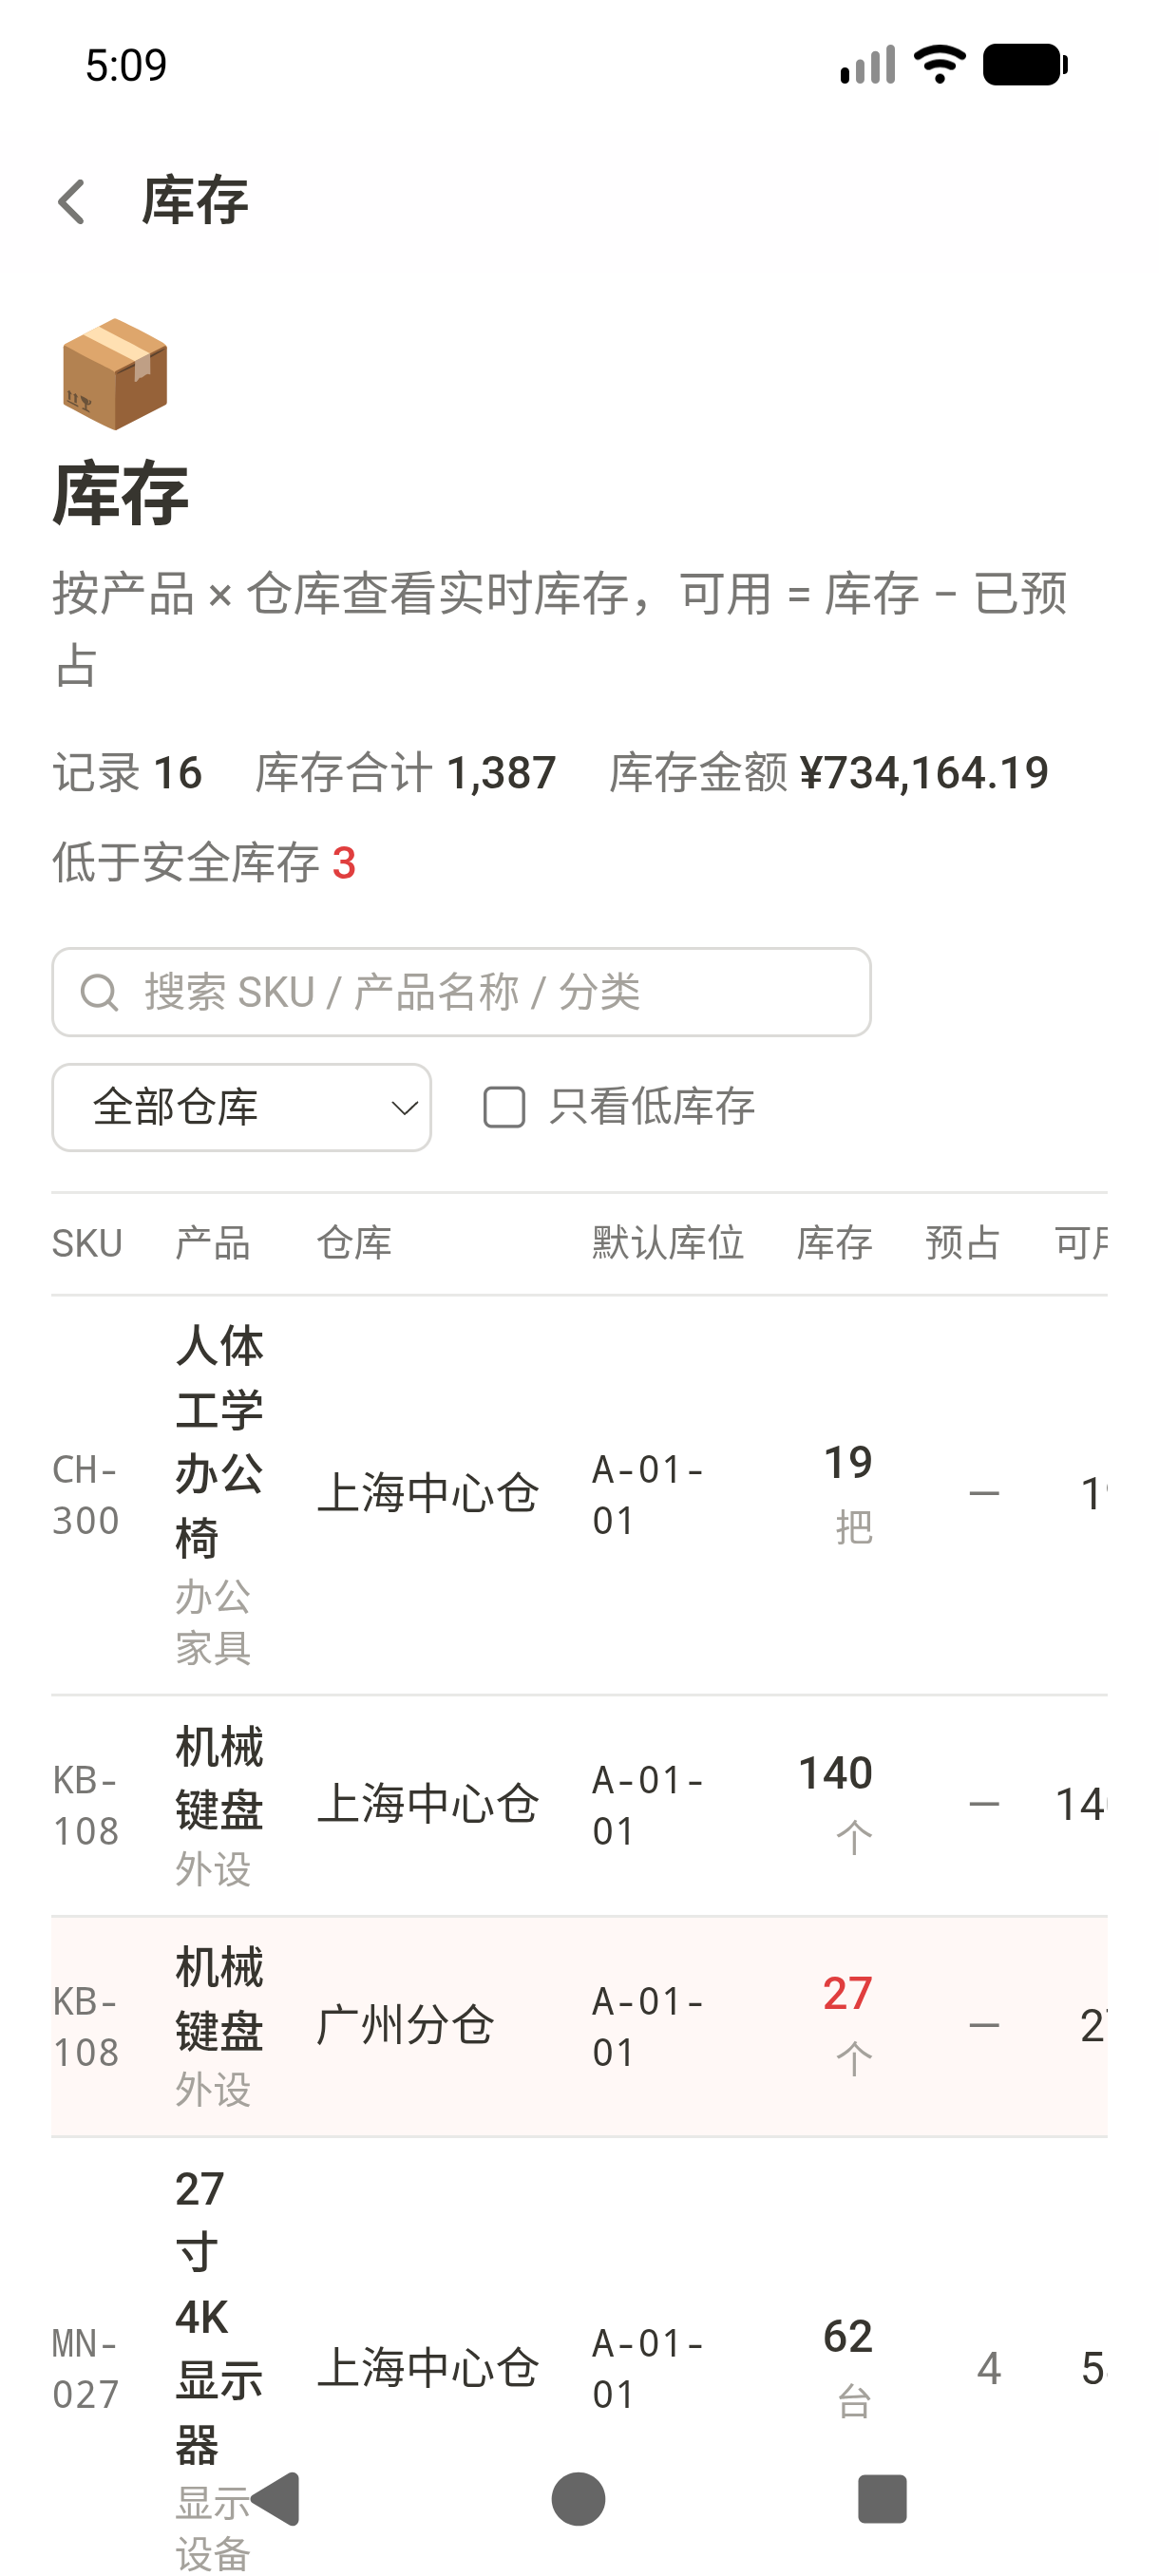 5:09
库存
库存
按产品 × 仓库查看实时库存，可用 = 库存 − 已预
占
记录 16 库存合计 1,387 库存金额 ¥734,164.19
低于安全库存 3
搜索 SKU / 产品名称 / 分类
全部仓库 只看低库存
SKU 产品 仓库 默认库位 库存 预占
人体
工学
办公
椅
办公
家具
CH-
300
上海中心仓
A-01-
01
19
把
—
机械
键盘
外设
KB-
108
上海中心仓
A-01-
01
140
个
—
机械
键盘
外设
KB-
108
广州分仓
A-01-
01
27
个
—
27
寸
4K
显示
器
显示
设备
MN-
027
上海中心仓
A-01-
01
62
台
4